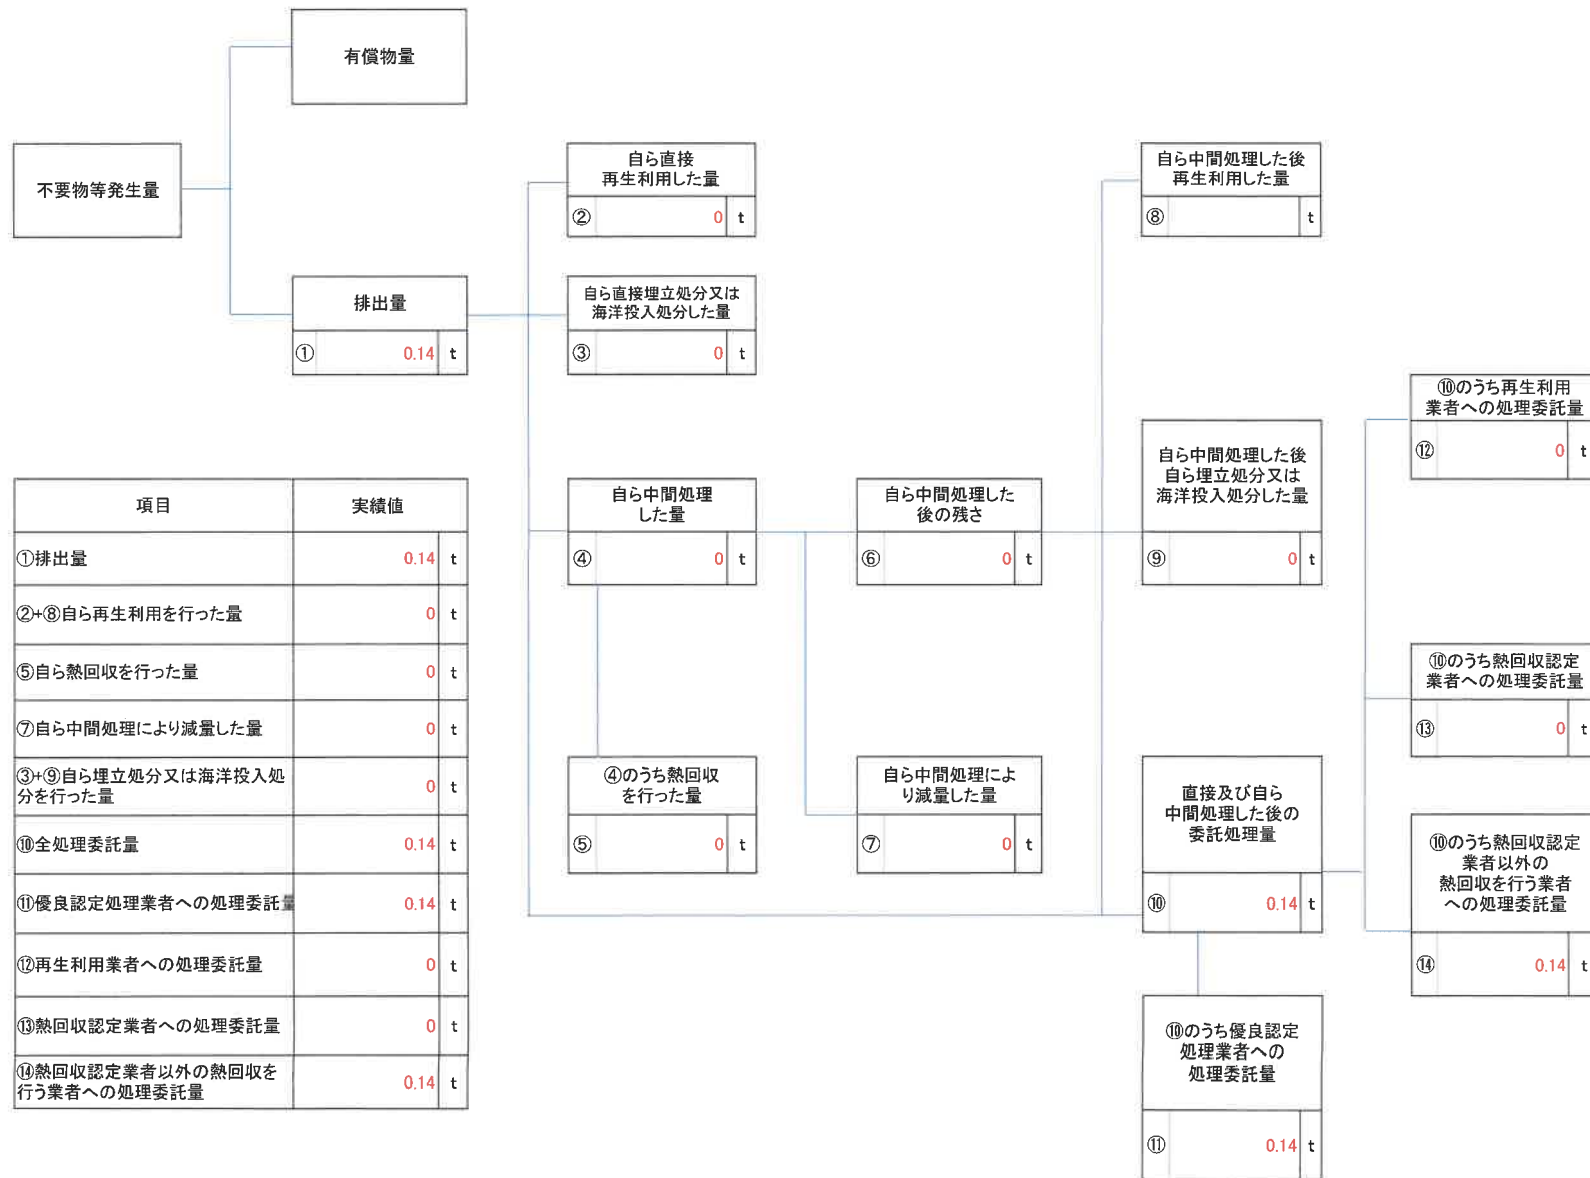 有償物量
不要物等発生量
排出量
① 0.14 t
自ら直接
再生利用した量
② 0 t
自ら直接埋立処分又は
海洋投入処分した量
③ 0 t
自ら中間処理
した量
④ 0 t
④のうち熱回収
を行った量
⑤ 0 t
自ら中間処理した
後の残さ
⑥ 0 t
自ら中間処理によ
り減量した量
⑦ 0 t
自ら中間処理した後
再生利用した量
⑧ t
自ら中間処理した後
自ら埋立処分又は
海洋投入処分した量
⑨ 0 t
直接及び自ら
中間処理した後の
委託処理量
⑩ 0.14 t
⑩のうち優良認定
処理業者への
処理委託量
⑪ 0.14 t
⑩のうち再生利用
業者への処理委託量
⑫ 0 t
⑩のうち熱回収認定
業者への処理委託量
⑬ 0 t
⑩のうち熱回収認定
業者以外の
熱回収を行う業者
への処理委託量
⑭ 0.14 t
項目 実績値
①排出量 0.14 t
②+⑧自ら再生利用を行った量 0 t
⑤自ら熱回収を行った量 0 t
⑦自ら中間処理により減量した量 0 t
③+⑨自ら埋立処分又は海洋投入処
分を行った量 0 t
⑩全処理委託量 0.14 t
⑪優良認定処理業者への処理委託量 0.14 t
⑫再生利用業者への処理委託量 0 t
⑬熱回収認定業者への処理委託量 0 t
⑭熱回収認定業者以外の熱回収を
行う業者への処理委託量 0.14 t